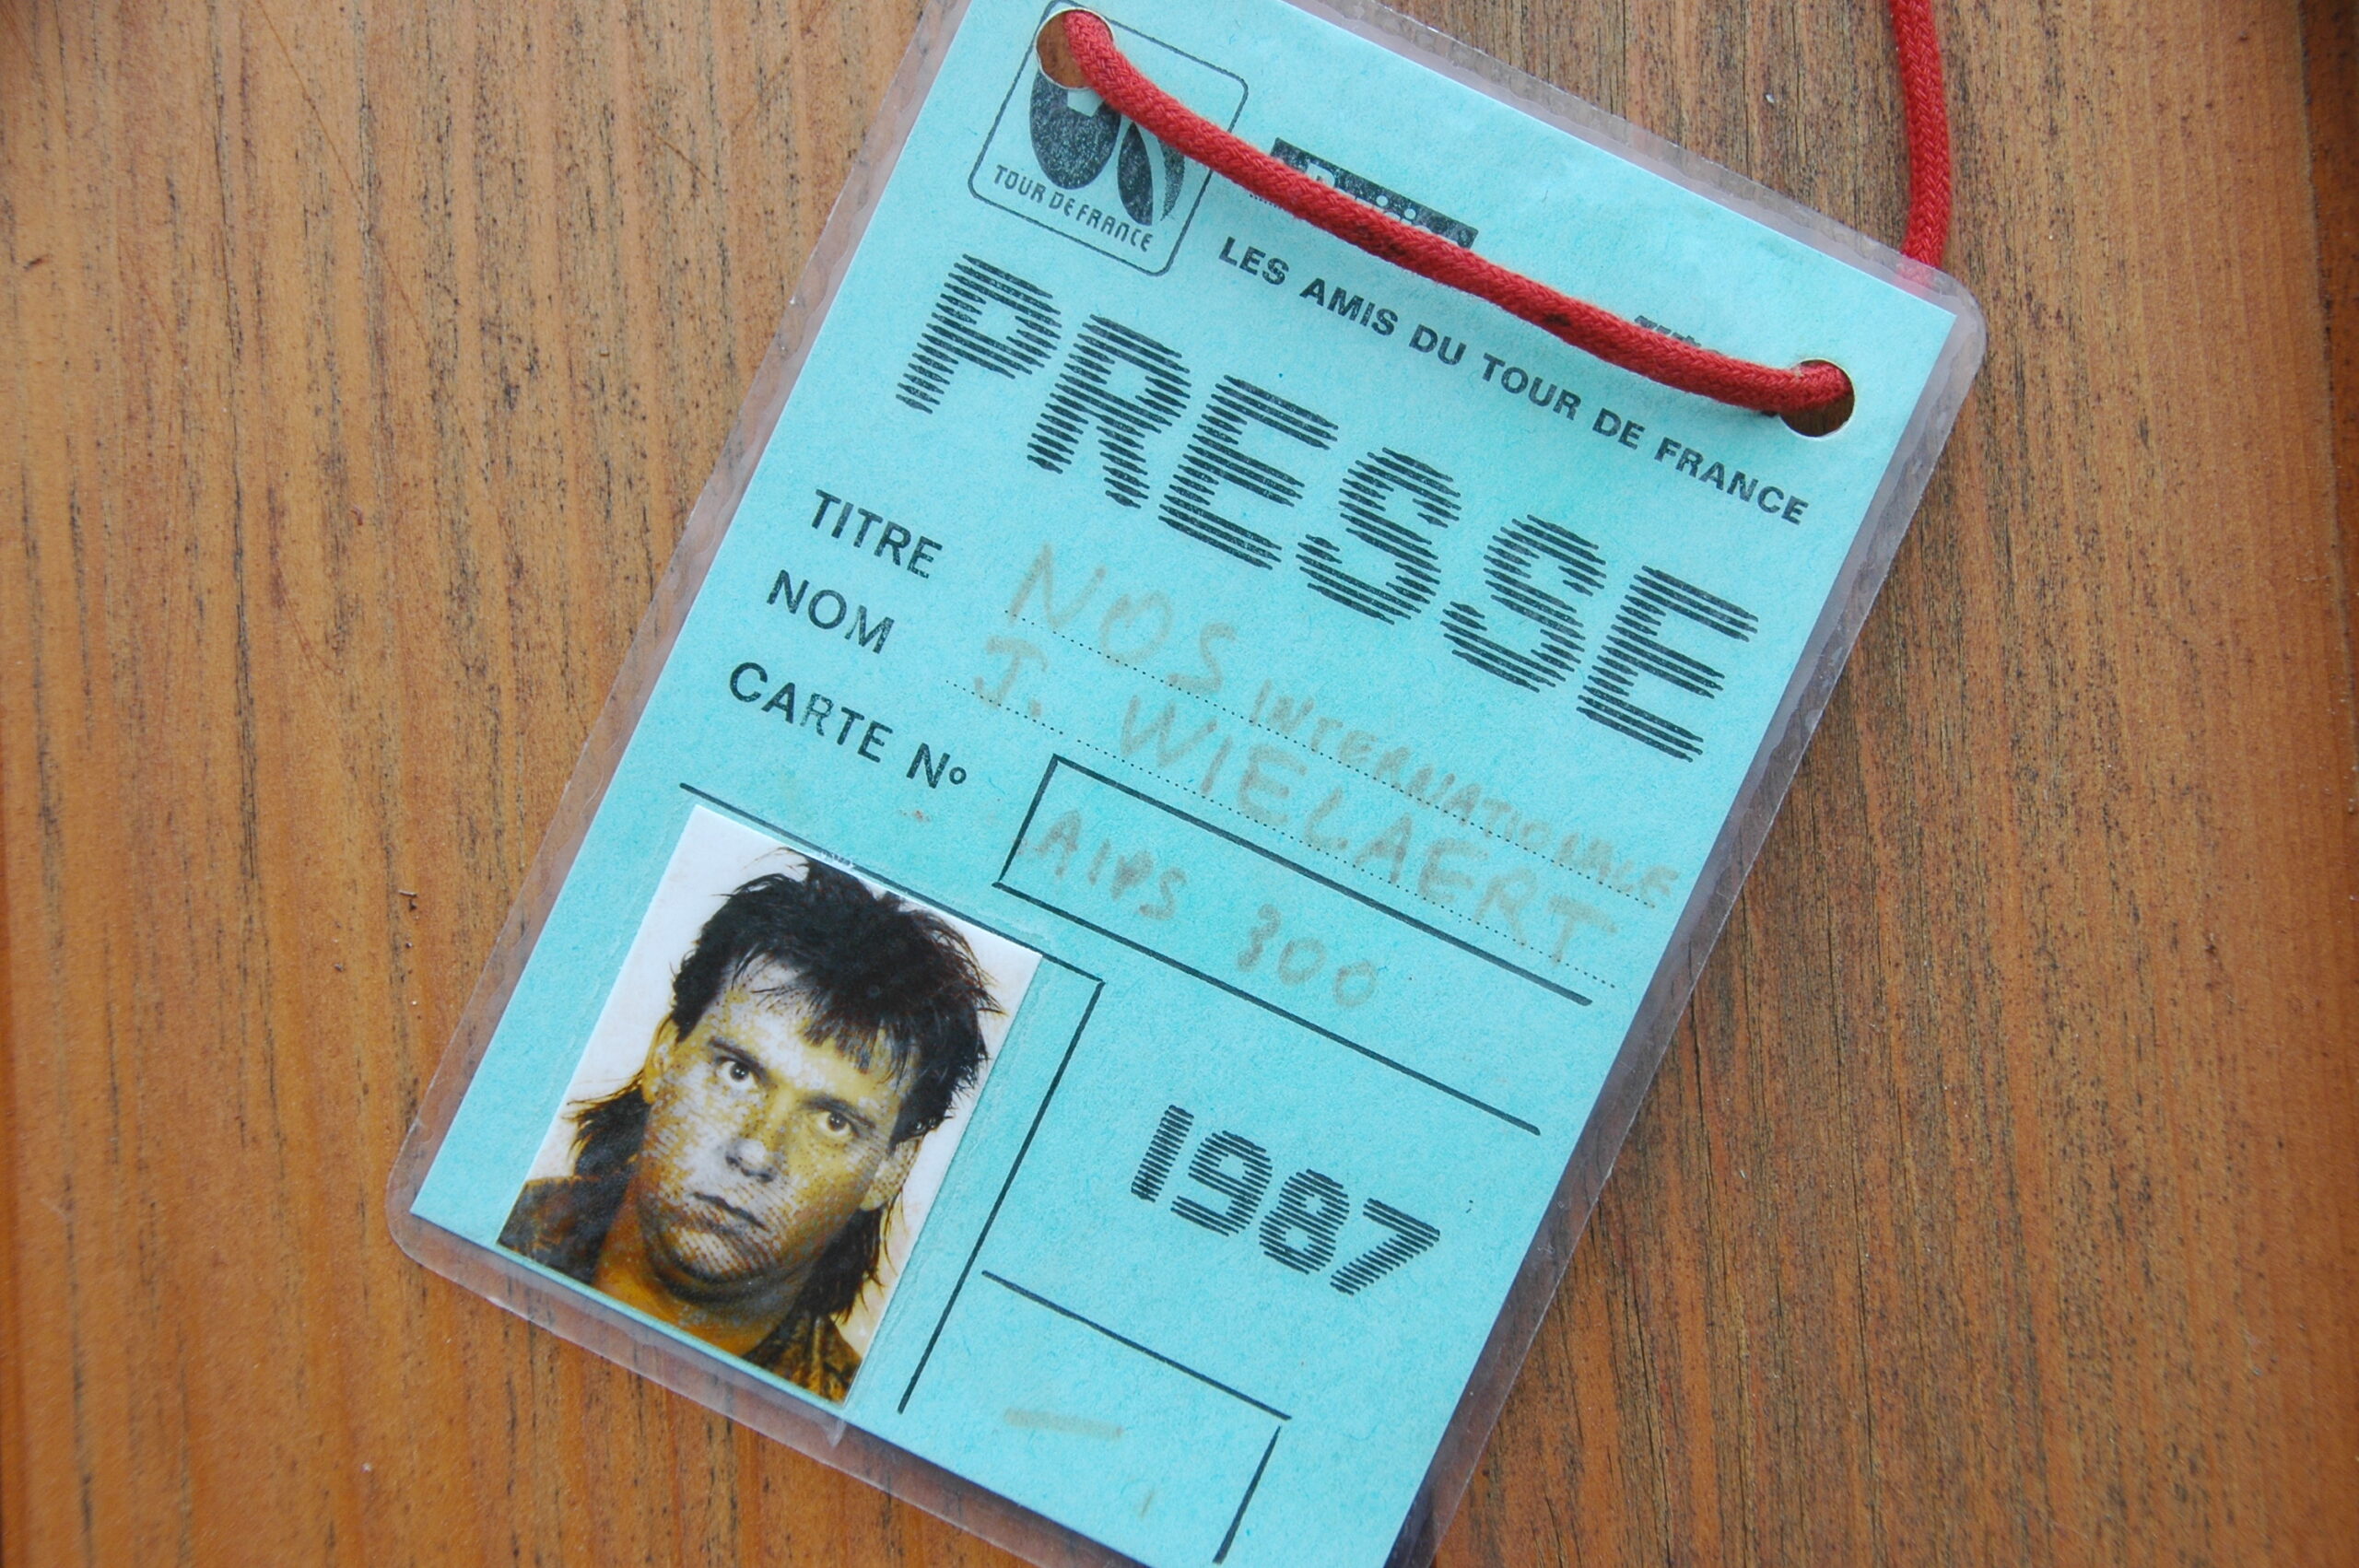 TOUR DE FRANCE
LES AMIS DU TOUR DE FRANCE
PRESSE
TITRE NOS INTERNATIONALE
NOM J. WIELAERT
CARTE Nº AIPS 300
1987